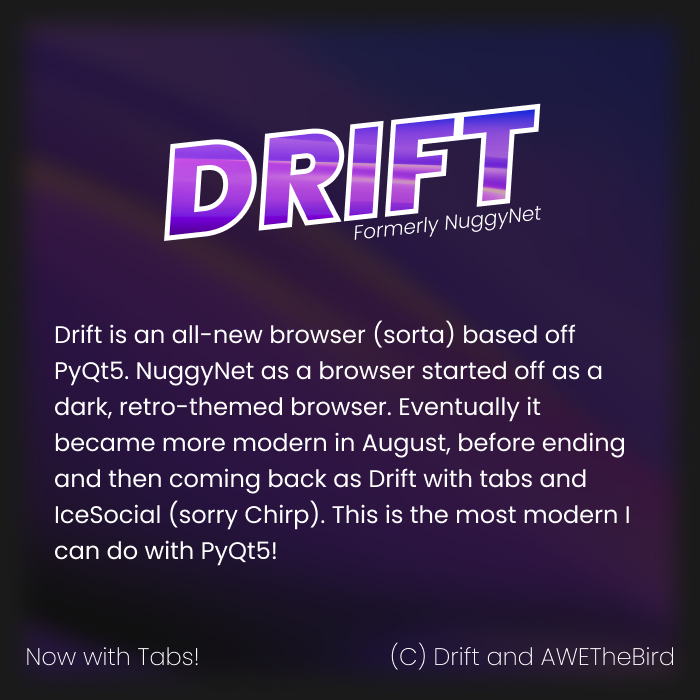 DRIFT
Formerly NuggyNet
Drift is an all-new browser (sorta) based off
PyQt5. NuggyNet as a browser started off as a
dark, retro-themed browser. Eventually it
became more modern in August, before ending
and then coming back as Drift with tabs and
IceSocial (sorry Chirp). This is the most modern I
can do with PyQt5!
Now with Tabs!
(C) Drift and AWETheBird